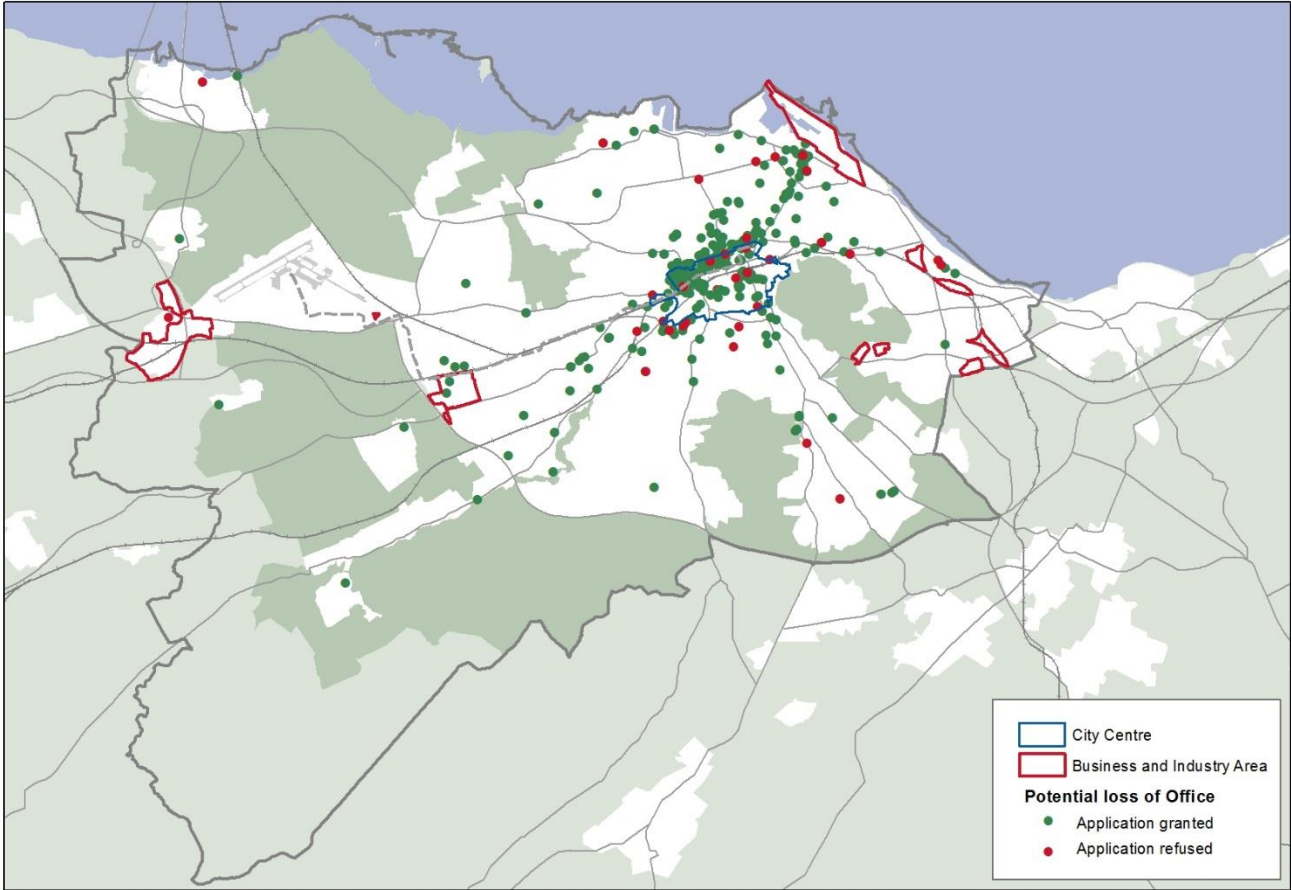 City Centre
Business and Industry Area
Potential loss of Office
Application granted
Application refused